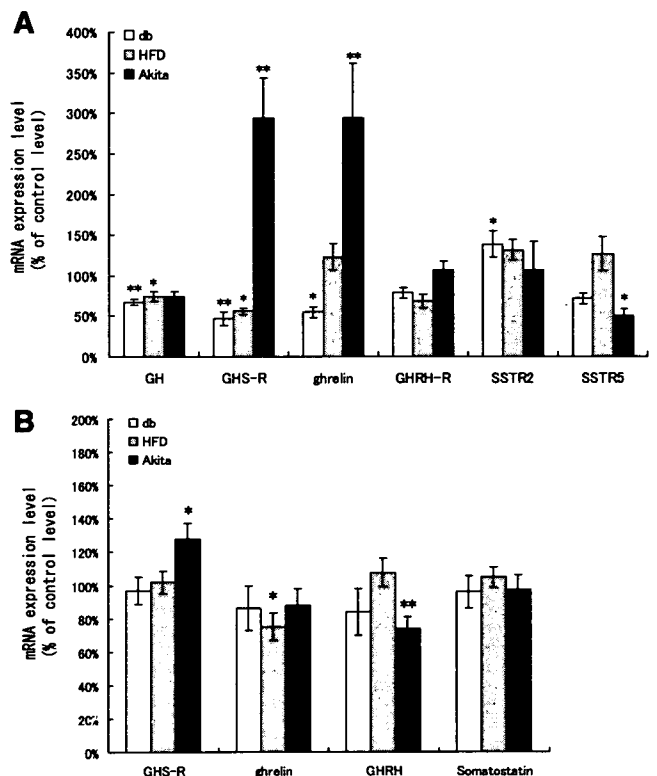 A
db
HFD
Akita
mRNA expression level
(% of control level)
400%
350%
300%
250%
200%
150%
100%
50%
0%
** *
** *
**
*
**
*
*
GH GHS-R ghrelin GHRH-R SSTR2 SSTR5
B
db
HFD
Akita
mRNA expression level
(% of control level)
200%
180%
160%
140%
120%
100%
80%
60%
40%
20%
0%
*
*
**
GHS-R ghrelin GHRH Somatostatin